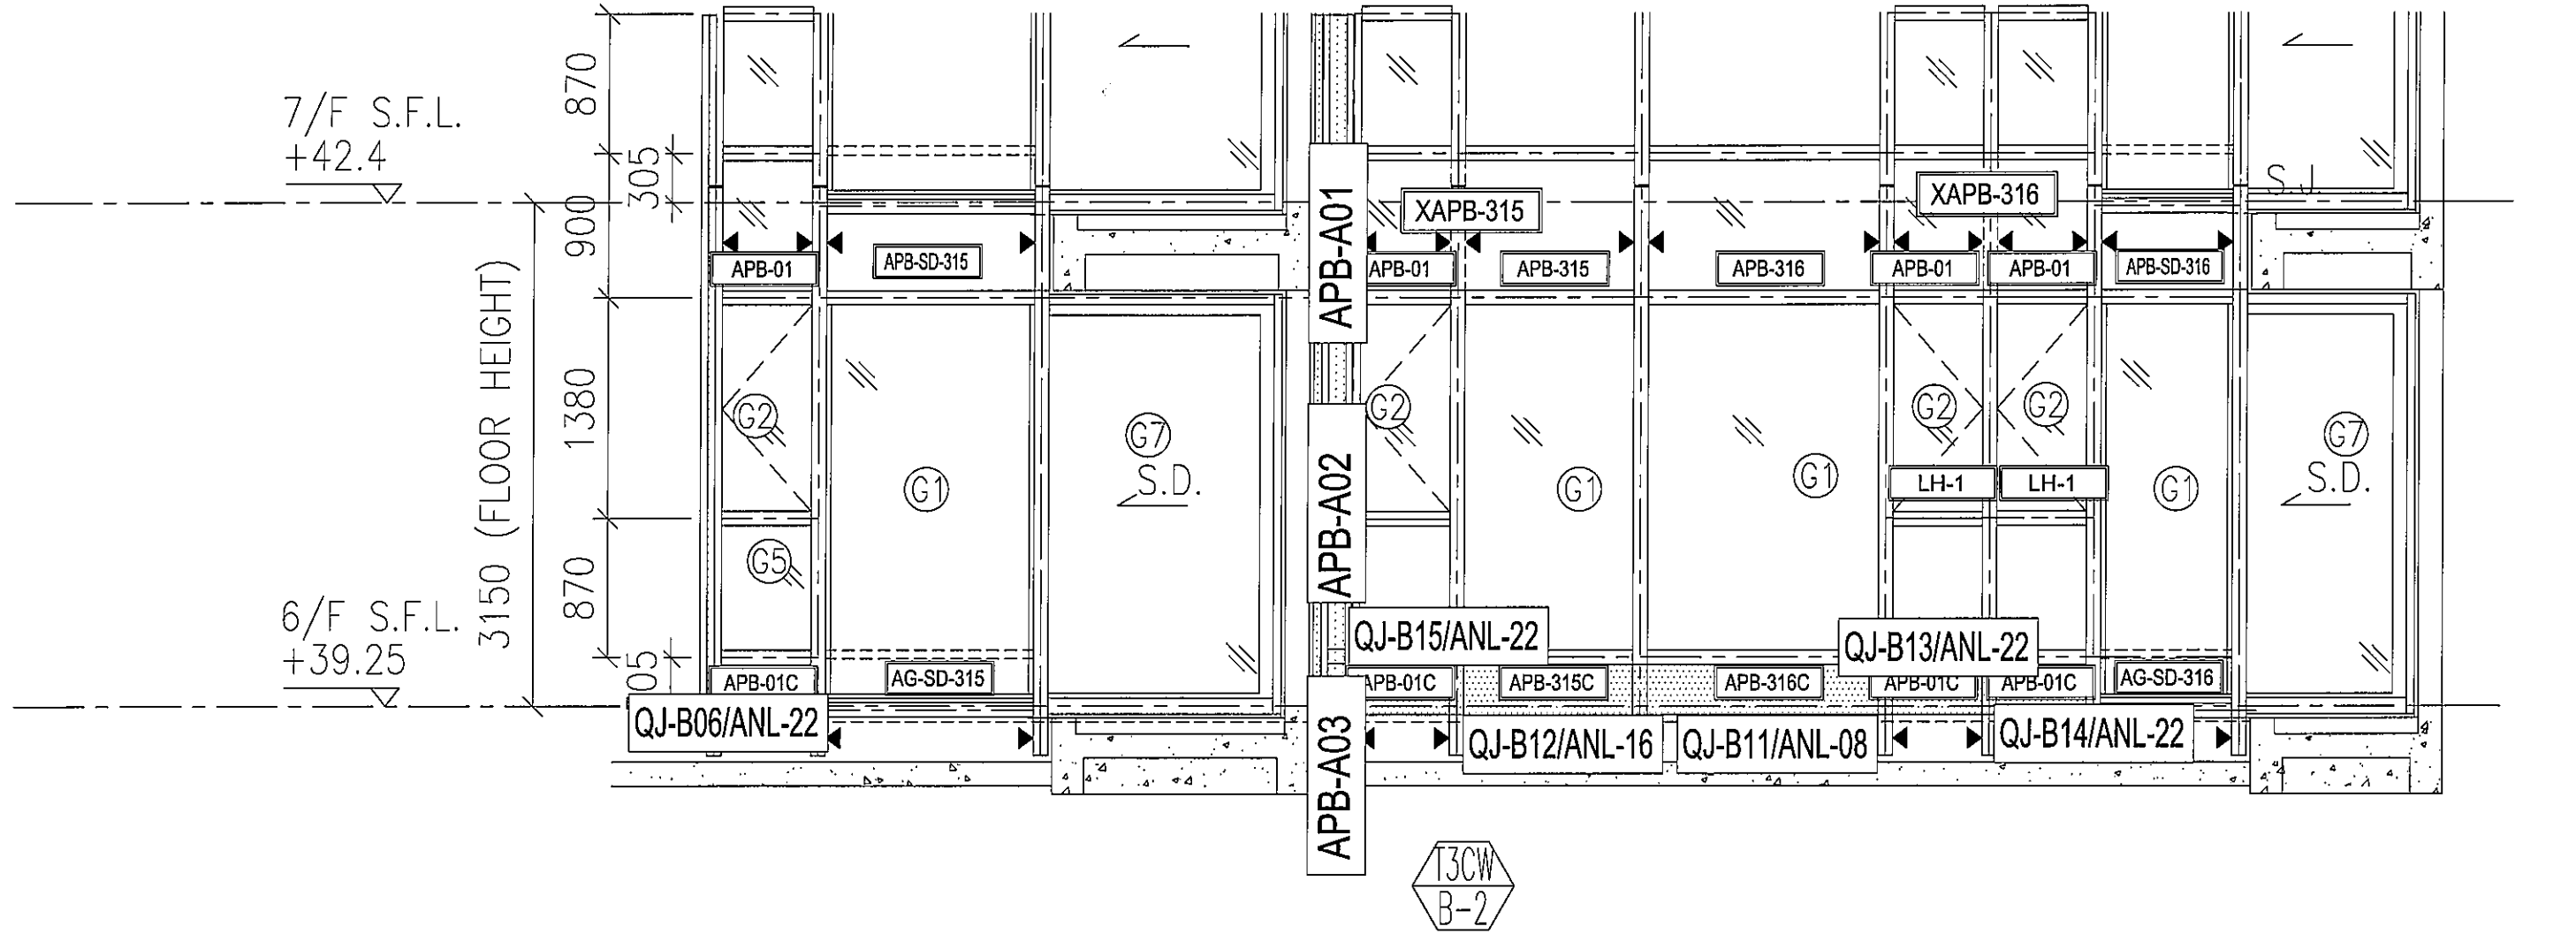 870
7/F S.F.L.
+42.4
305
900
S.J.
APB-A01
XAPB-315
XAPB-316
APB-01
APB-SD-315
APB-01
APB-315
APB-316
APB-01
APB-01
APB-SD-316
3150 (FLOOR HEIGHT)
1380
G2
G7
S.D.
G1
APB-A02
G2
G1
G1
G2
G2
LH-1
LH-1
G1
G7
S.D.
870
G5
6/F S.F.L.
+39.25
05
QJ-B15/ANL-22
QJ-B13/ANL-22
APB-01C
AG-SD-315
APB-01C
APB-315C
APB-316C
APB-01C
APB-01C
AG-SD-316
QJ-B06/ANL-22
APB-A03
QJ-B12/ANL-16
QJ-B11/ANL-08
QJ-B14/ANL-22
T3CW
B-2